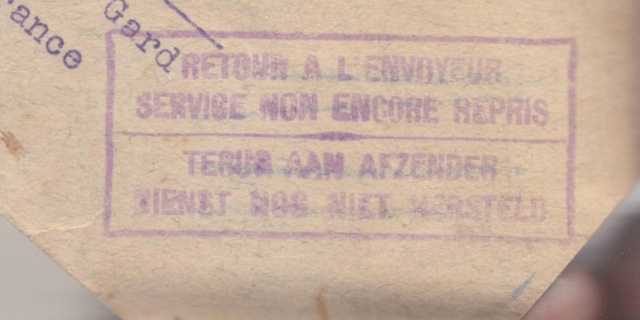 ance
Gard
RETOUR A L'ENVOYEUR
SERVICE NON ENCORE REPRIS
TERUG AAN AFZENDER
DIENST NOG NIET HERSTELD